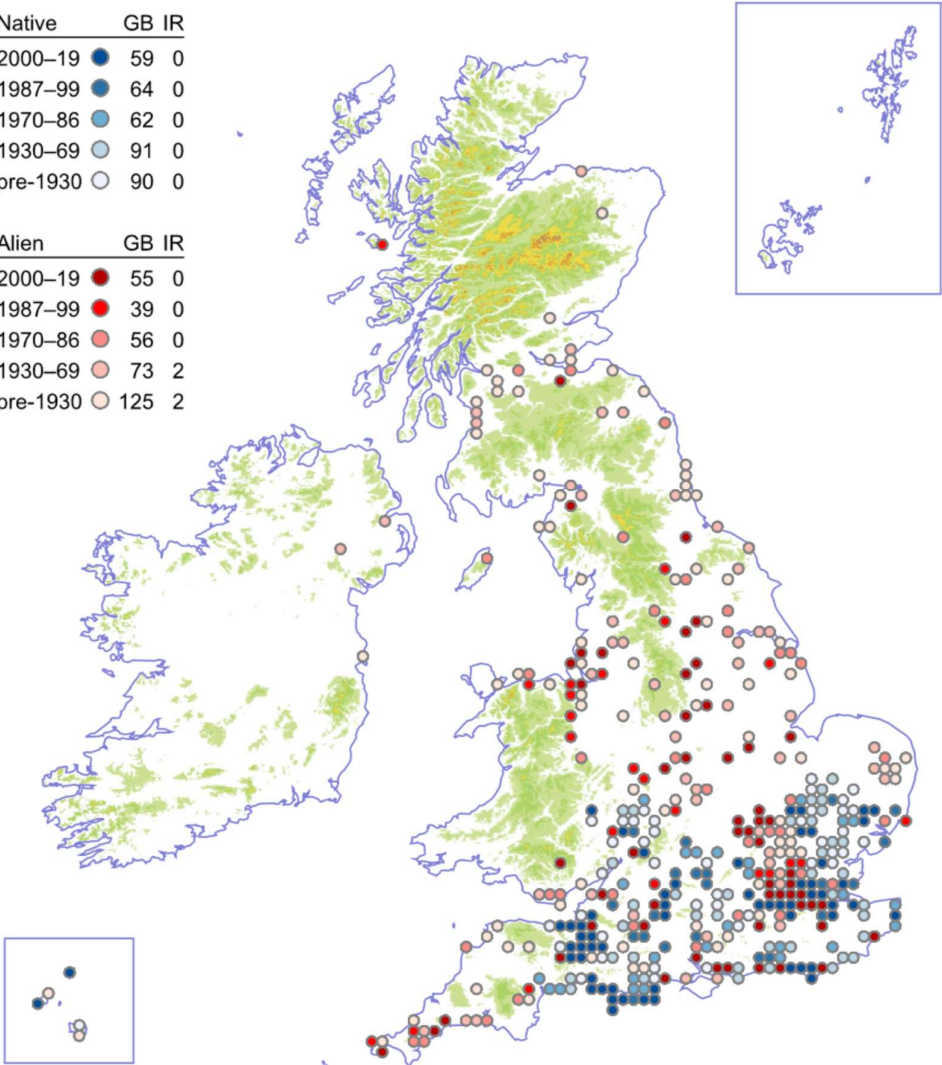 Native GB IR
2000–19 59 0
1987–99 64 0
1970–86 62 0
1930–69 91 0
pre-1930 90 0
Alien GB IR
2000–19 55 0
1987–99 39 0
1970–86 56 0
1930–69 73 2
pre-1930 125 2